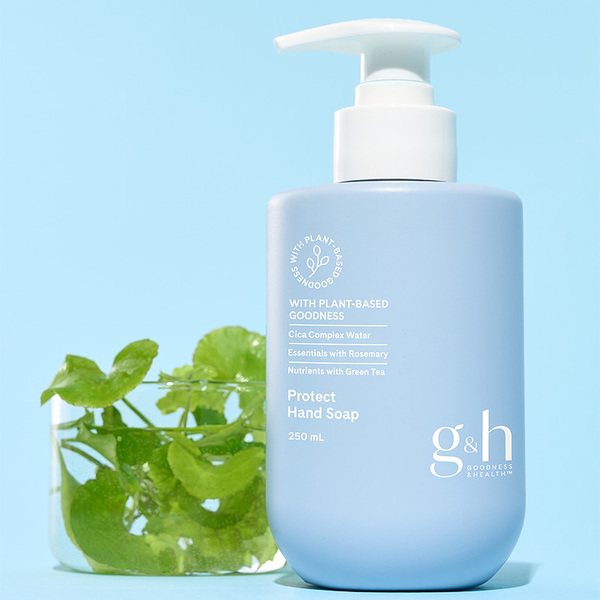 WITH PLANT-BASED GOODNESS
WITH PLANT-BASED
GOODNESS
Cica Complex Water
Essentials with Rosemary
Nutrients with Green Tea
Protect
Hand Soap
250 mL
g&h
GOODNESS
&HEALTH™